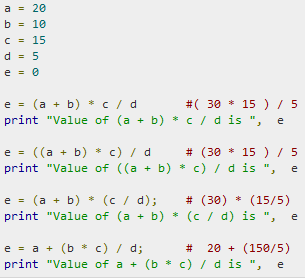 a = 20
b = 10
c = 15
d = 5
e = 0
e = (a + b) * c / d       #( 30 * 15 ) / 5
print "Value of (a + b) * c / d is ",  e
e = ((a + b) * c) / d     # (30 * 15 ) / 5
print "Value of ((a + b) * c) / d is ",  e
e = (a + b) * (c / d);    # (30) * (15/5)
print "Value of (a + b) * (c / d) is ",  e
e = a + (b * c) / d;      #  20 + (150/5)
print "Value of a + (b * c) / d is ",  e